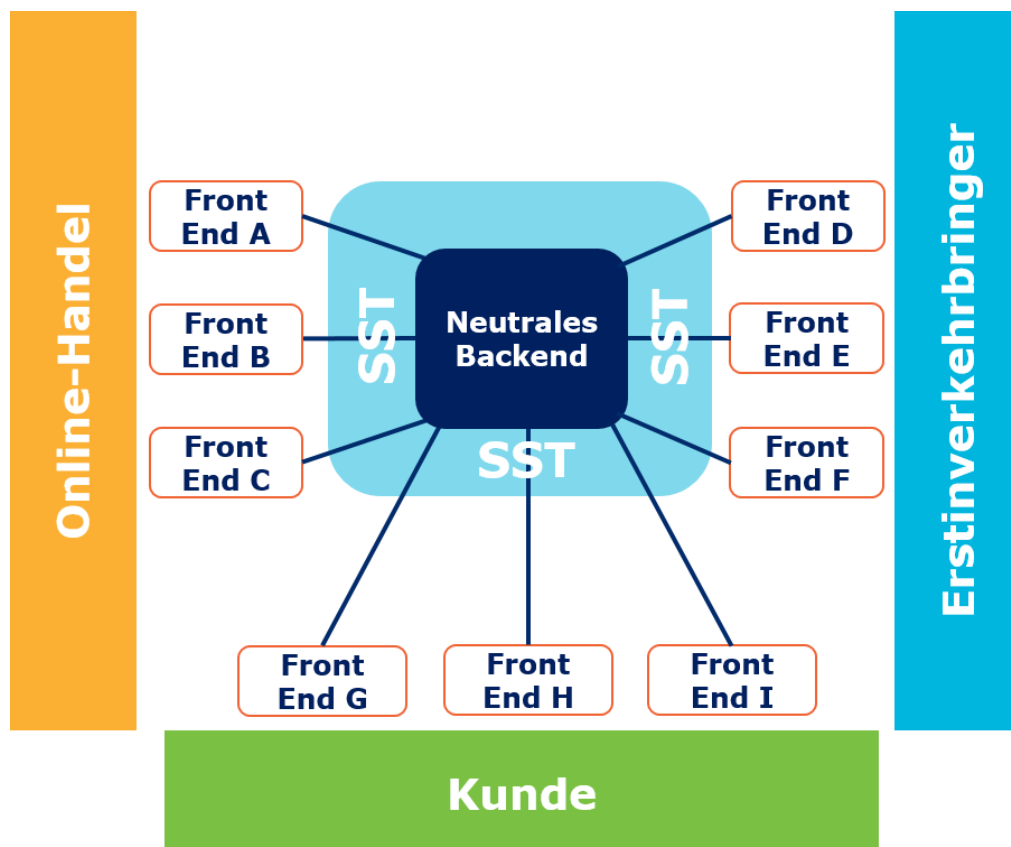 Online-Handel
Front
End A
Front
End B
Front
End C
SST
Neutrales
Backend
SST
SST
Front
End D
Front
End E
Front
End F
Erstinverkehrbringer
Front
End G
Front
End H
Front
End I
Kunde